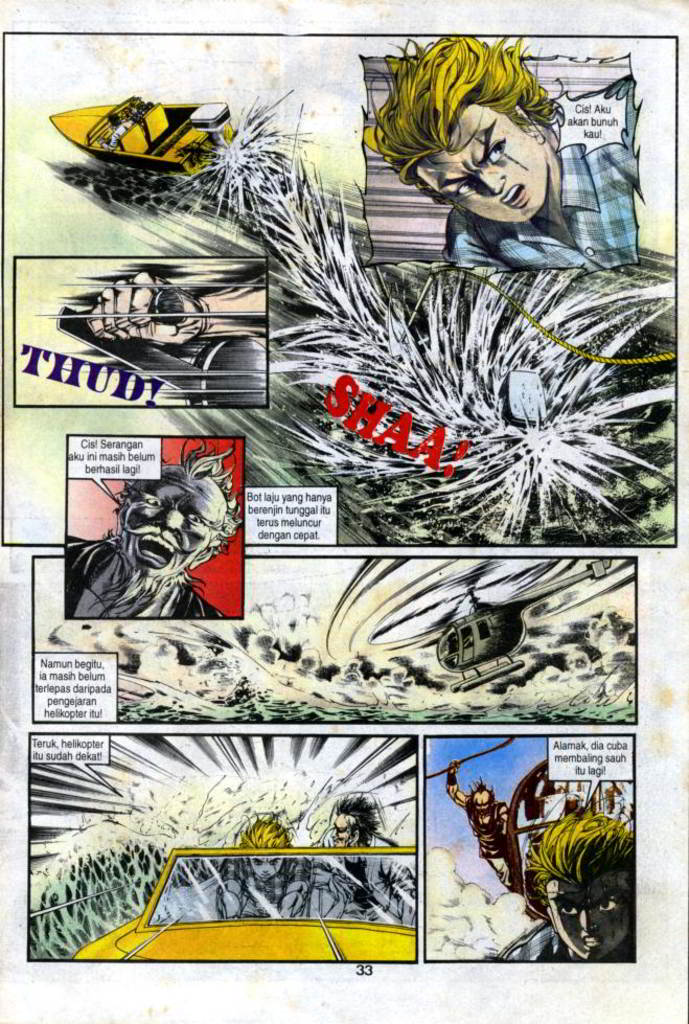 Cis! Aku
akan bunuh
kau!
THUD!
SHAA!
Cis! Serangan
aku ini masih belum
berhasil lagi!
Bot laju yang hanya
berenjin tunggal itu
terus meluncur
dengan cepat.
Namun begitu,
ia masih belum
terlepas daripada
pengejaran
helikopter itu!
Teruk, helikopter
itu sudah dekat!
Alamak, dia cuba
membaling sauh
itu lagi!
33